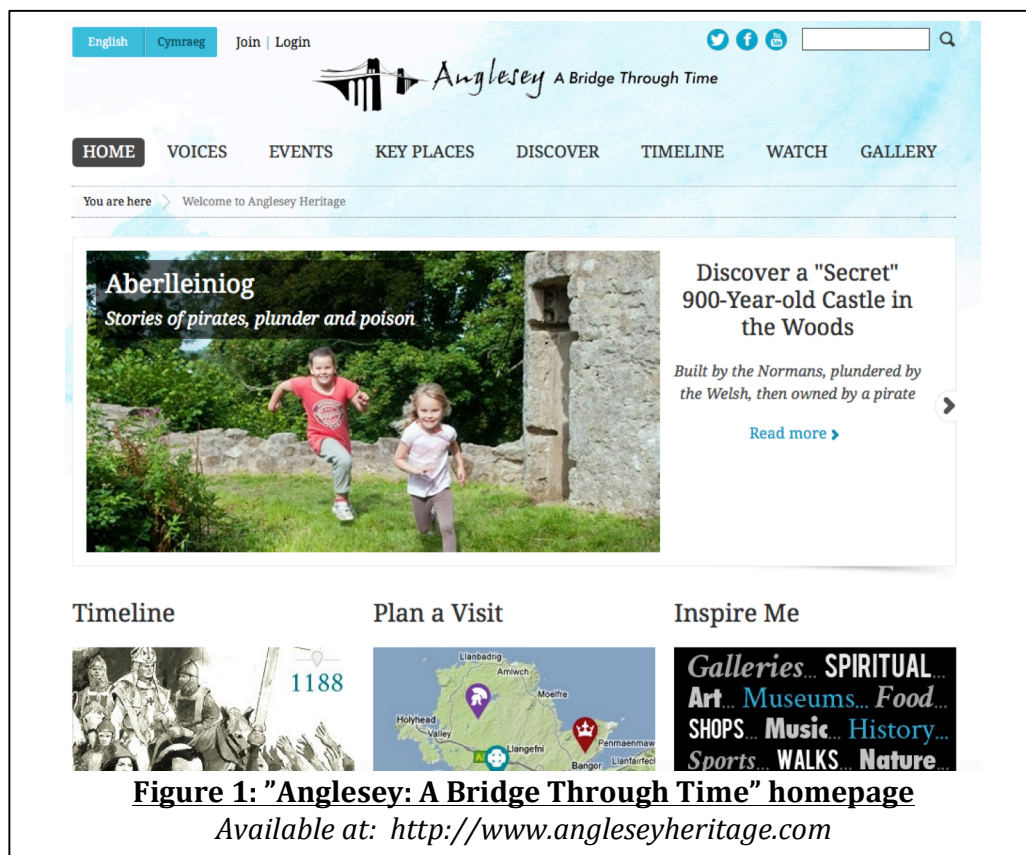 English Cymraeg Join | Login
Anglesey A Bridge Through Time
HOME VOICES EVENTS KEY PLACES DISCOVER TIMELINE WATCH GALLERY
You are here Welcome to Anglesey Heritage
Aberlleiniog
Stories of pirates, plunder and poison
Discover a "Secret"
900-Year-old Castle in
the Woods
Built by the Normans, plundered by
the Welsh, then owned by a pirate
Read more
Timeline
1188
Plan a Visit
Llanbadrig
Amlwch
Moelfre
Holyhead
Valley
Llangefni
Penmaenmaw
Bangor Llanfairfech
Inspire Me
Galleries... SPIRITUAL...
Art... Museums... Food...
SHOPS... Music... History...
Sports... WALKS... Nature...
Figure 1: ”Anglesey: A Bridge Through Time” homepage
Available at: http://www.angleseyheritage.com